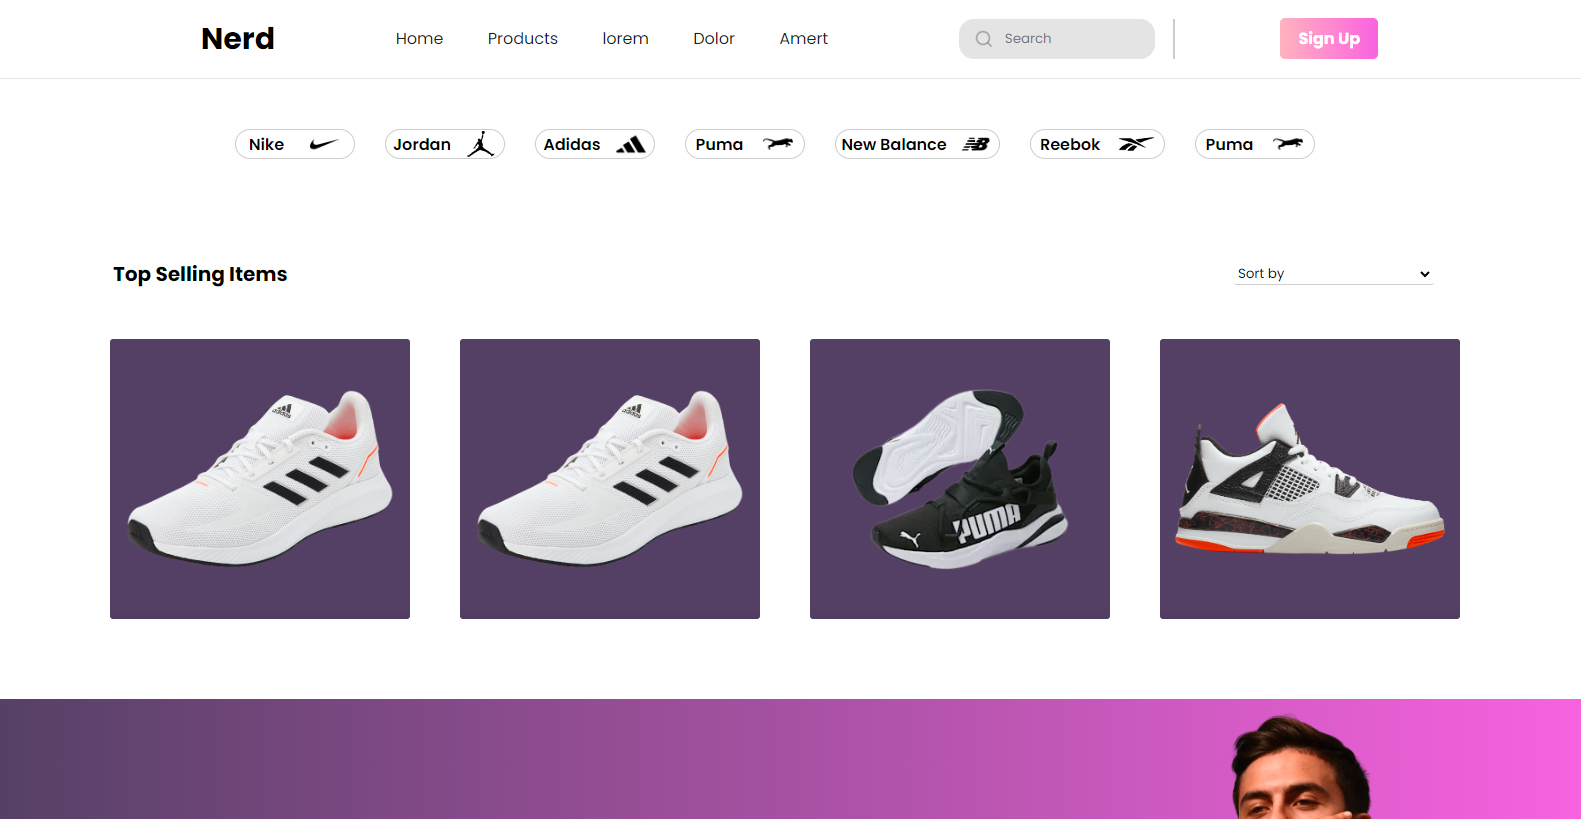 Nerd Home Products lorem Dolor Amert Search Sign Up
Nike Jordan Adidas Puma New Balance Reebok Puma
Top Selling Items Sort by
adidas adidas
PUMA